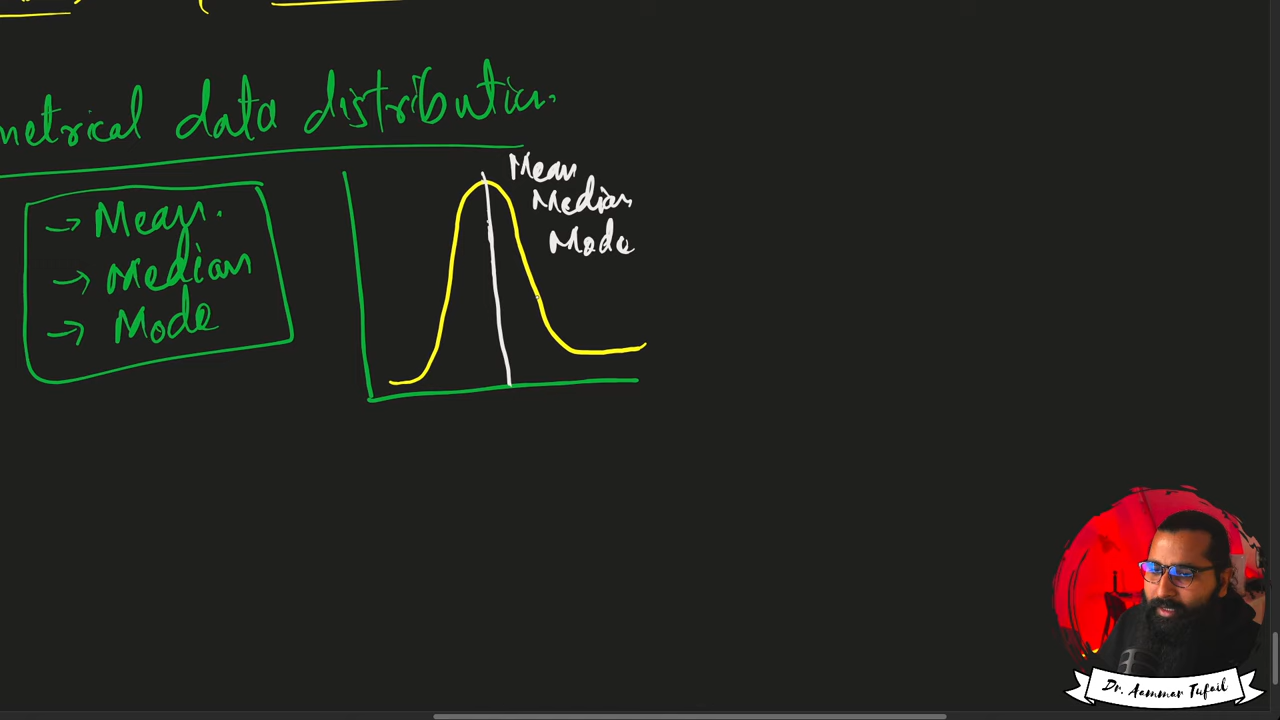 metrical data distribution.
→ Mean.
→ Median
→ Mode
Mean
Median
Mode
Dr. Aammar Tufail